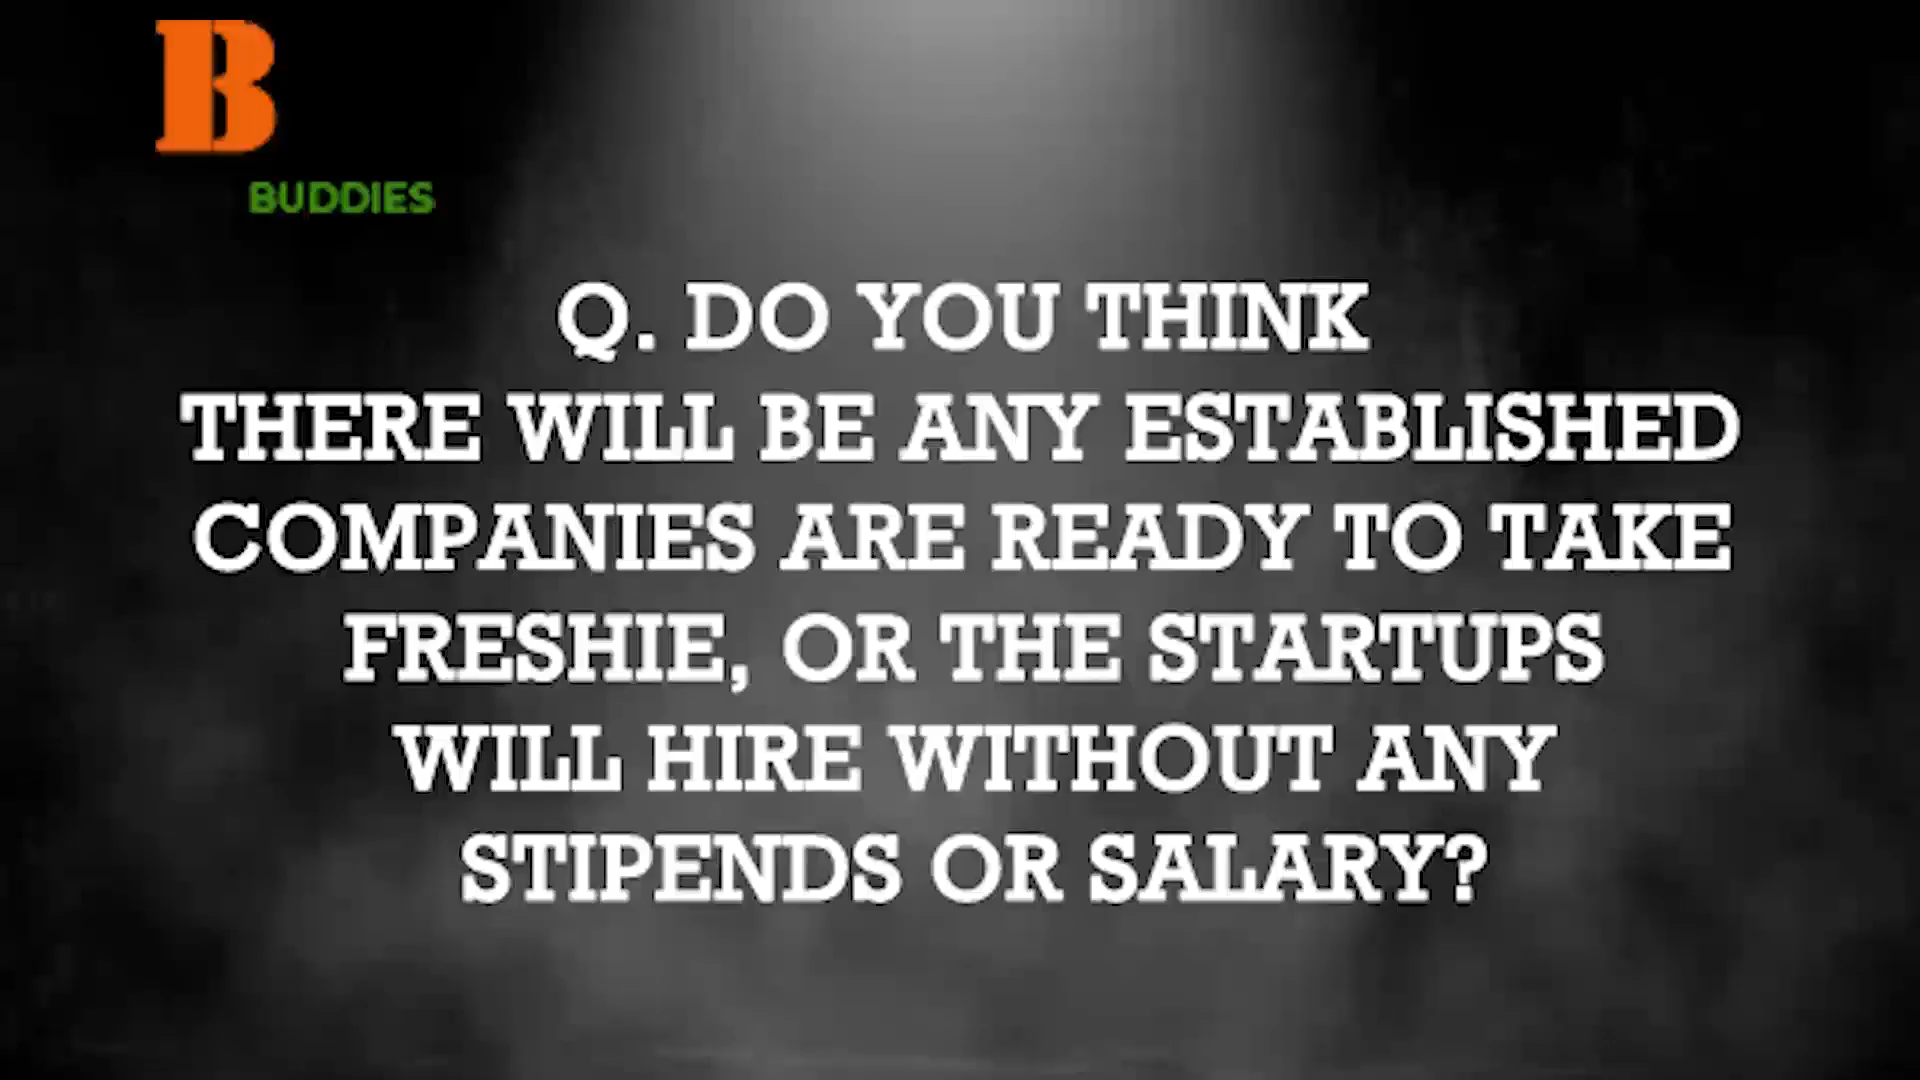 B
BUDDIES
Q. DO YOU THINK
THERE WILL BE ANY ESTABLISHED
COMPANIES ARE READY TO TAKE
FRESHIE, OR THE STARTUPS
WILL HIRE WITHOUT ANY
STIPENDS OR SALARY?